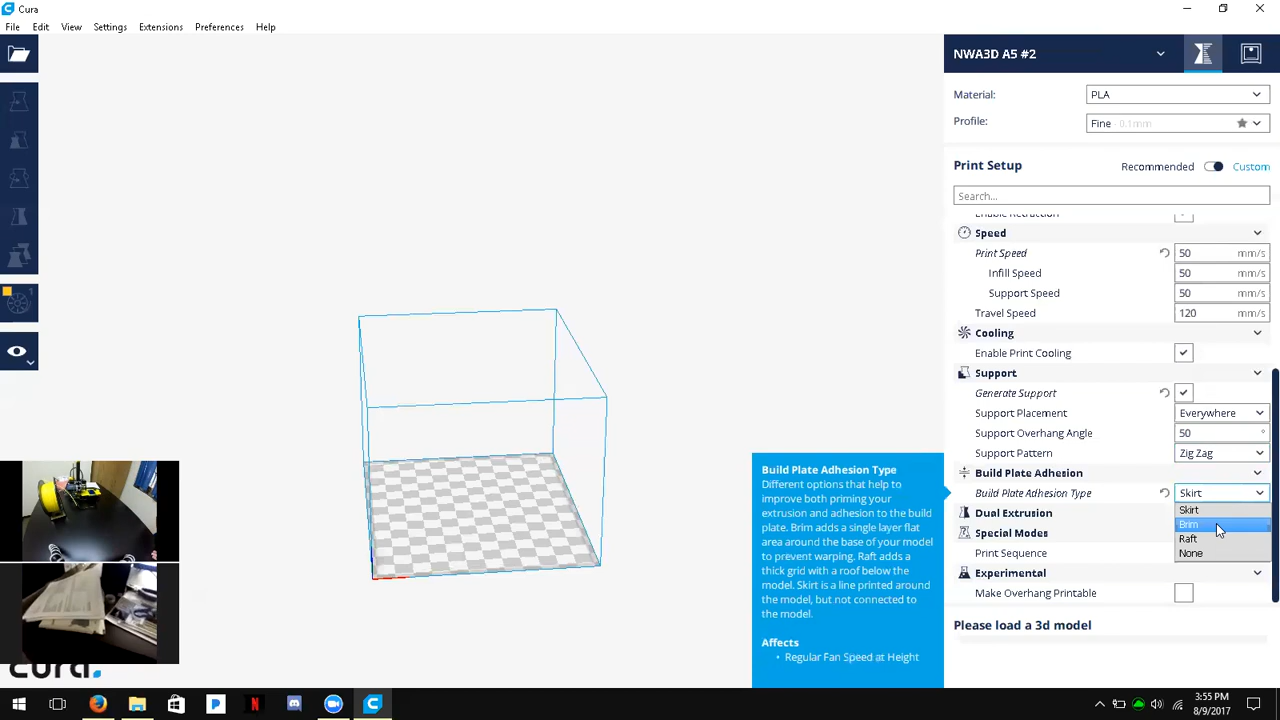 Cura
File Edit View Settings Extensions Preferences Help
NWA3D A5 #2
Material: PLA
Profile: Fine - 0.1mm
Print Setup Recommended Custom
Search...
Enable Retraction
Speed
Print Speed 50 mm/s
Infill Speed 50 mm/s
Support Speed 50 mm/s
Travel Speed 120 mm/s
Cooling
Enable Print Cooling
Support
Generate Support
Support Placement Everywhere
Support Overhang Angle 50 °
Support Pattern Zig Zag
Build Plate Adhesion
Build Plate Adhesion Type Skirt
Skirt
Brim
Raft
None
Dual Extrusion
Special Modes
Print Sequence
Experimental
Make Overhang Printable
Please load a 3d model
Build Plate Adhesion Type
Different options that help to
improve both priming your
extrusion and adhesion to the build
plate. Brim adds a single layer flat
area around the base of your model
to prevent warping. Raft adds a
thick grid with a roof below the
model. Skirt is a line printed around
the model, but not connected to
the model.
Affects
• Regular Fan Speed at Height
cura.
3:55 PM
8/9/2017